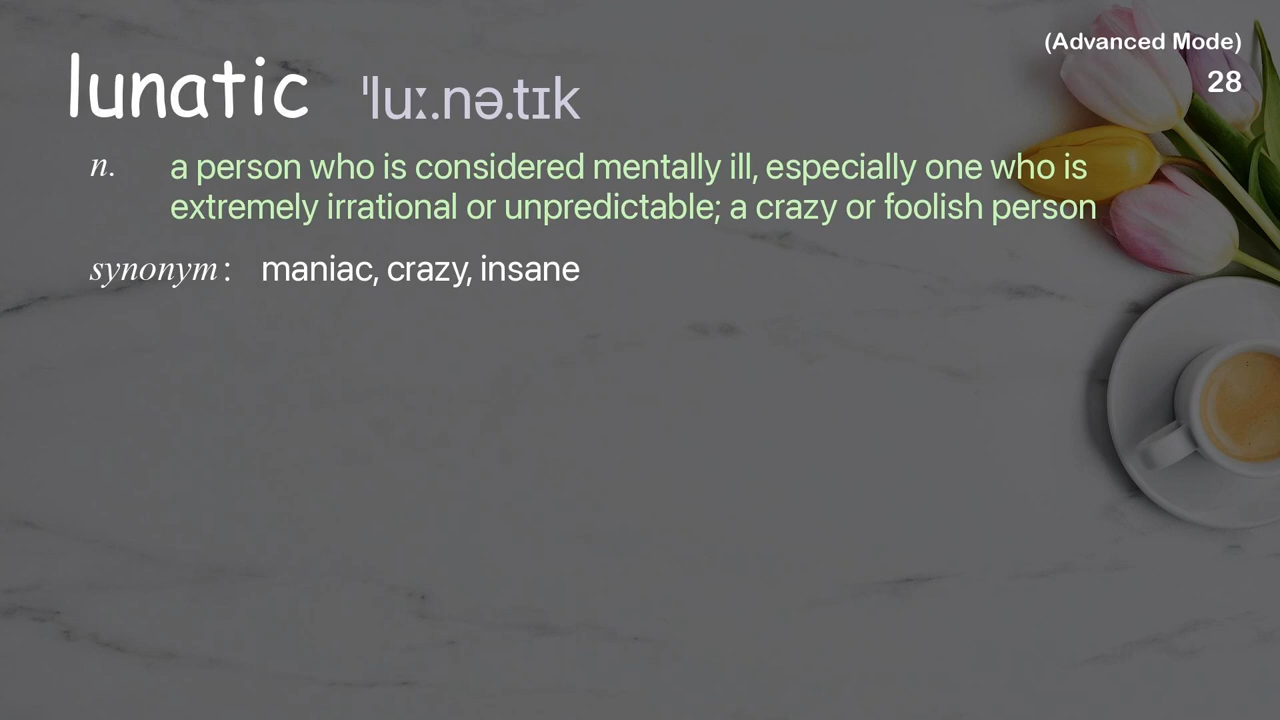 (Advanced Mode)
28
lunatic ˈluː.nə.tɪk
n. a person who is considered mentally ill, especially one who is
extremely irrational or unpredictable; a crazy or foolish person
synonym: maniac, crazy, insane